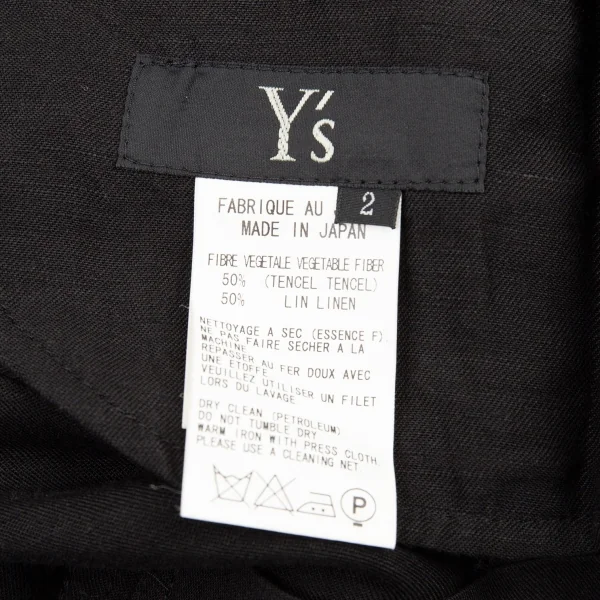 Y's
2
FABRIQUE AU J
MADE IN JAPAN
FIBRE VEGETALE VEGETABLE FIBER
50% (TENCEL TENCEL)
50% LIN LINEN
NETTOYAGE A SEC (ESSENCE F).
NE PAS FAIRE SECHER A LA
MACHINE
REPASSER AU FER DOUX AVEC
UNE ETOFFE
VEUILLEZ UTILISER UN FILET
LORS DU LAVAGE
DRY CLEAN (PETROLEUM)
DO NOT TUMBLE DRY
WARM IRON WITH PRESS CLOTH
PLEASE USE A CLEANING NET
P